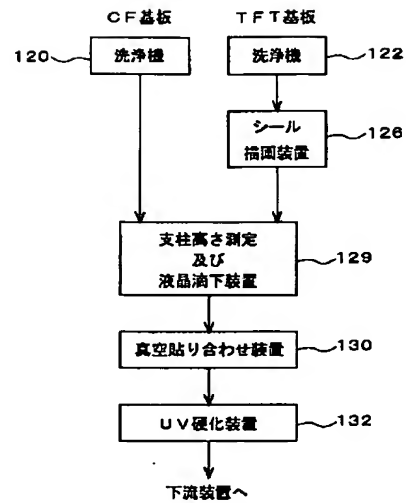 CF基板
TFT基板
120
洗浄機
洗浄機
122
シール
描画装置
126
支柱高さ測定
及び
液晶滴下装置
129
真空貼り合わせ装置
130
UV硬化装置
132
下流装置へ